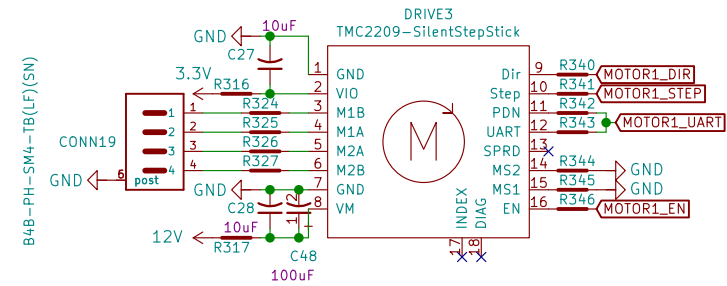 DRIVE3
TMC2209-SilentStepStick
10uF
GND
C27
3.3V
R316
R324
R325
R326
R327
CONN19
B4B-PH-SM4-TB(LF)(SN)
1
2
3
4
6
post
GND
GND
C28
10uF
1 2
C48
100uF
12V
R317
1 GND
2 VIO
3 M1B
4 M1A
5 M2A
6 M2B
7 GND
8 VM
M
INDEX 17
DIAG 18
Dir 9 R340 MOTOR1_DIR
Step 10 R341 MOTOR1_STEP
PDN 11 R342
UART 12 R343 MOTOR1_UART
SPRD 13
MS2 14 R344 GND
MS1 15 R345 GND
EN 16 R346 MOTOR1_EN